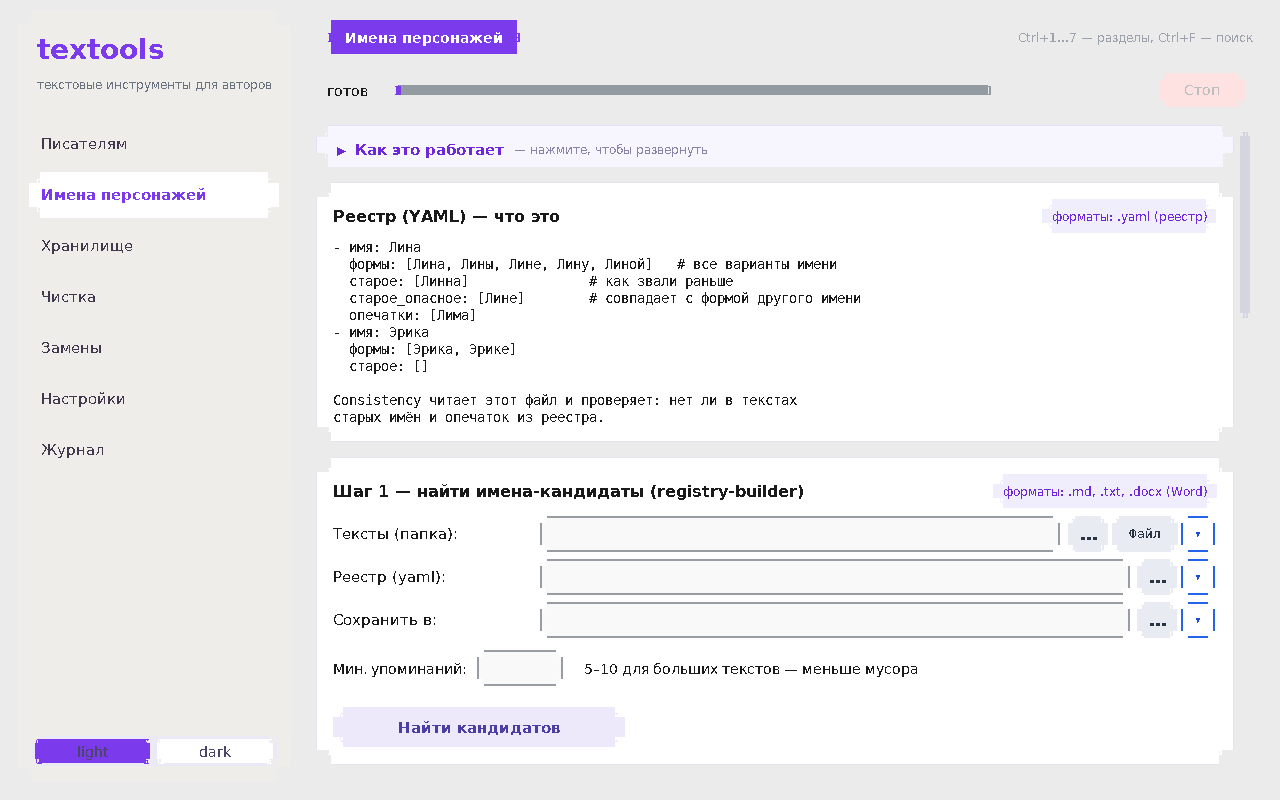 textools
текстовые инструменты для авторов
Писателям
Имена персонажей
Хранилище
Чистка
Замены
Настройки
Журнал
light
dark
Имена персонажей
Ctrl+1…7 — разделы, Ctrl+F — поиск
готов
Стоп
▶ Как это работает — нажмите, чтобы развернуть
Реестр (YAML) — что это
форматы: .yaml (реестр)
- имя: Лина
  формы: [Лина, Лины, Лине, Лину, Линой]   # все варианты имени
  старое: [Линна]               # как звали раньше
  старое_опасное: [Лине]        # совпадает с формой другого имени
  опечатки: [Лима]
- имя: Эрика
  формы: [Эрика, Эрике]
  старое: []
Consistency читает этот файл и проверяет: нет ли в текстах
старых имён и опечаток из реестра.
Шаг 1 — найти имена-кандидаты (registry-builder)
форматы: .md, .txt, .docx (Word)
Тексты (папка):
...
Файл
▾
Реестр (yaml):
...
▾
Сохранить в:
...
▾
Мин. упоминаний:
5–10 для больших текстов — меньше мусора
Найти кандидатов